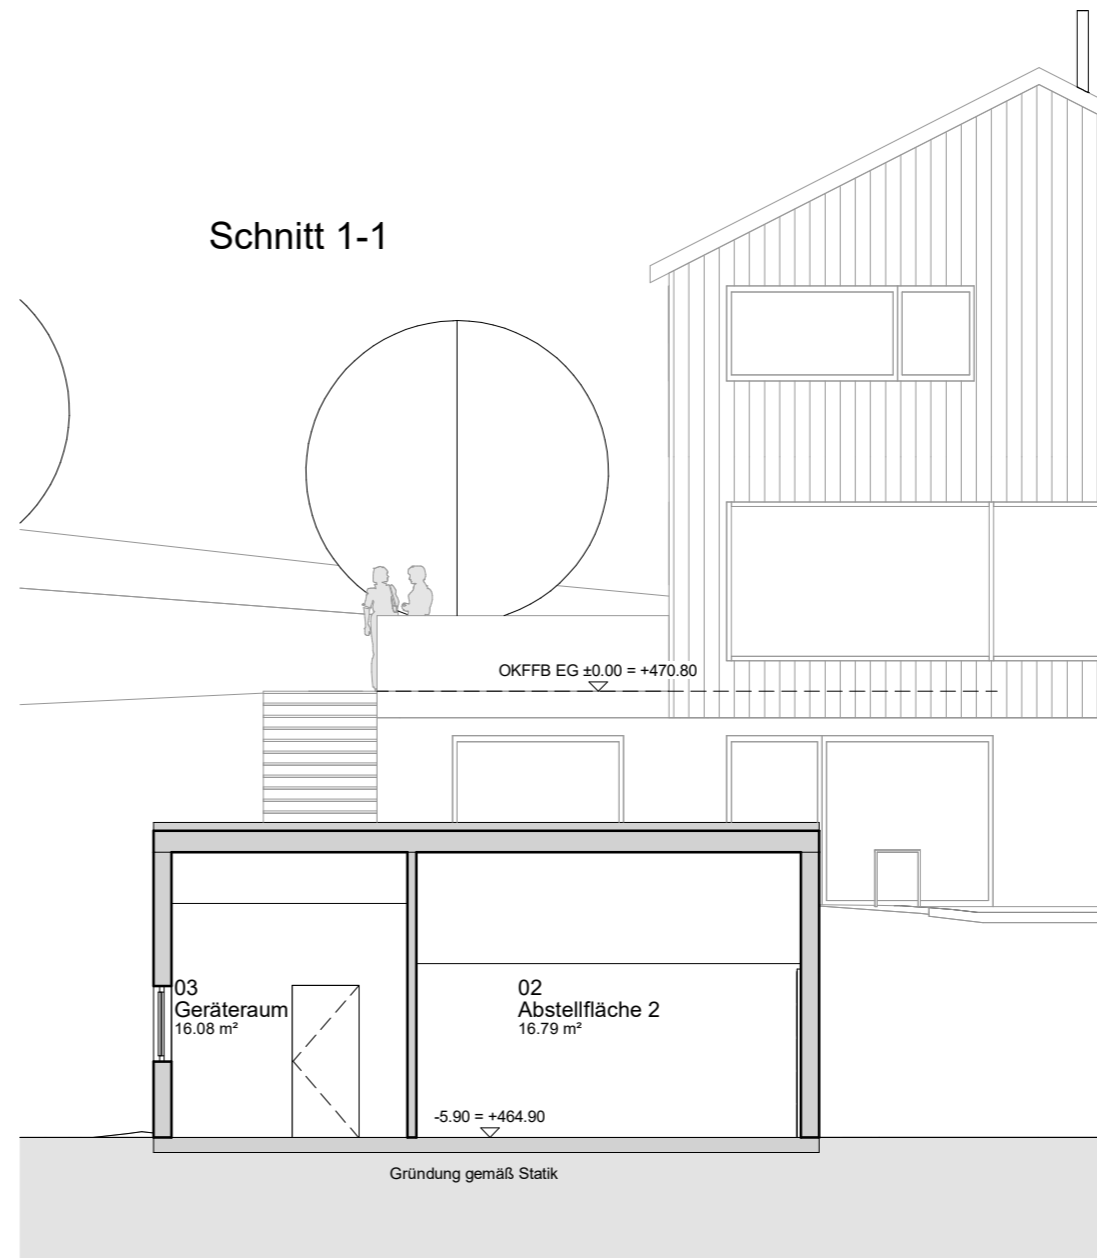 Schnitt 1-1
OKFFB EG ±0.00 = +470.80
03
Geräteraum
16.08 m²
02
Abstellfläche 2
16.79 m²
-5.90 = +464.90
Gründung gemäß Statik